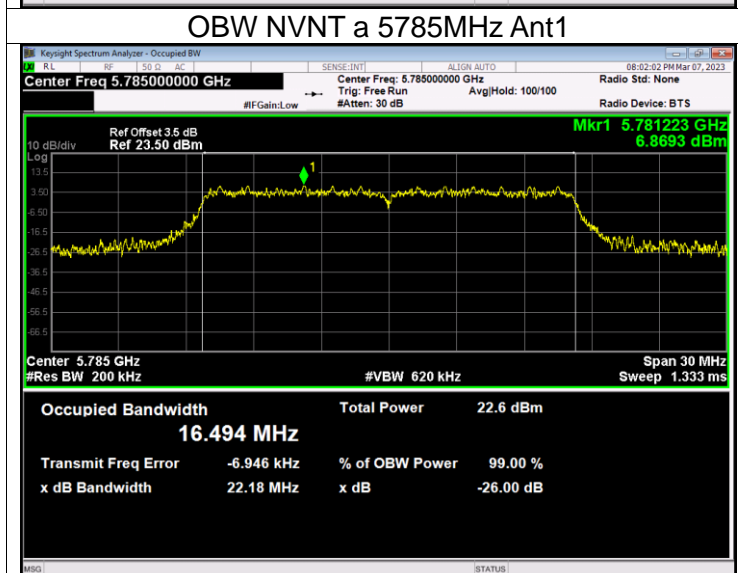 OBW NVNT a 5785MHz Ant1
Keysight Spectrum Analyzer - Occupied BW
LXI RL RF 50 Ω AC SENSE:INT ALIGN AUTO 08:02:02 PM Mar 07, 2023
Center Freq 5.785000000 GHz Center Freq: 5.785000000 GHz Radio Std: None
Trig: Free Run Avg|Hold: 100/100
#IFGain:Low #Atten: 30 dB Radio Device: BTS
Mkr1 5.781223 GHz
6.8693 dBm
Ref Offset 3.5 dB
10 dB/div Ref 23.50 dBm
Log
1
13.5
3.50
-6.50
-16.5
-26.5
-36.5
-46.5
-56.5
-66.5
Center 5.785 GHz Span 30 MHz
#Res BW 200 kHz #VBW 620 kHz Sweep 1.333 ms
Occupied Bandwidth Total Power 22.6 dBm
16.494 MHz
Transmit Freq Error -6.946 kHz % of OBW Power 99.00 %
x dB Bandwidth 22.18 MHz x dB -26.00 dB
MSG STATUS